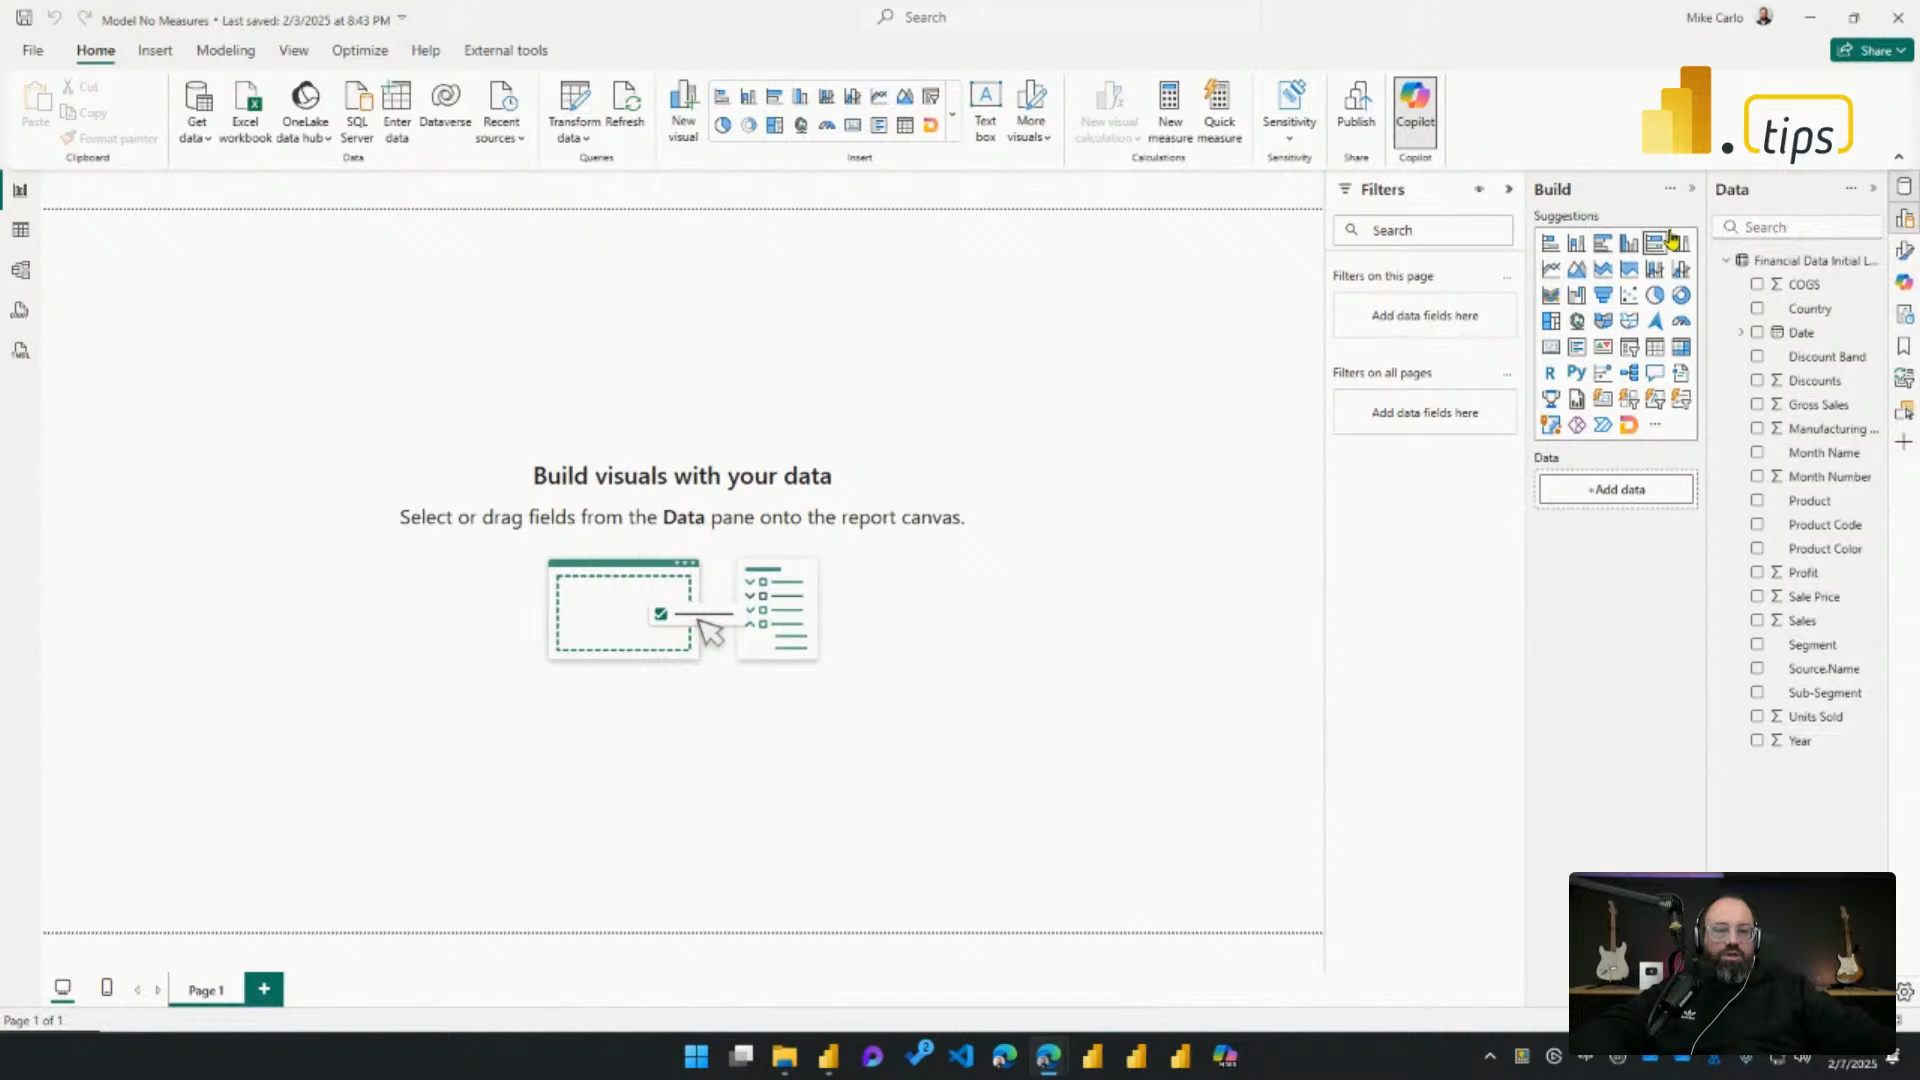 Model No Measures • Last saved: 2/3/2025 at 8:43 PM
Search
Mike Carlo
File
Home
Insert
Modeling
View
Optimize
Help
External tools
Share
Paste
Cut
Copy
Format painter
Clipboard
Get data
Excel workbook
OneLake data hub
SQL Server
Enter data
Dataverse
Recent sources
Data
Transform data
Refresh
Queries
New visual
Text box
More visuals
Insert
New visual calculation
New measure
Quick measure
Calculations
Sensitivity
Sensitivity
Publish
Share
Copilot
Copilot
. tips
Filters
Search
Filters on this page
...
Add data fields here
Filters on all pages
...
Add data fields here
Build
...
Suggestions
R
Py
...
Data
+Add data
Data
...
Search
Financial Data Initial L...
COGS
Country
Date
Discount Band
Discounts
Gross Sales
Manufacturing ...
Month Name
Month Number
Product
Product Code
Product Color
Profit
Sale Price
Sales
Segment
Source.Name
Sub-Segment
Units Sold
Year
Build visuals with your data
Select or drag fields from the Data pane onto the report canvas.
Page 1
Page 1 of 1
2
2/7/2025